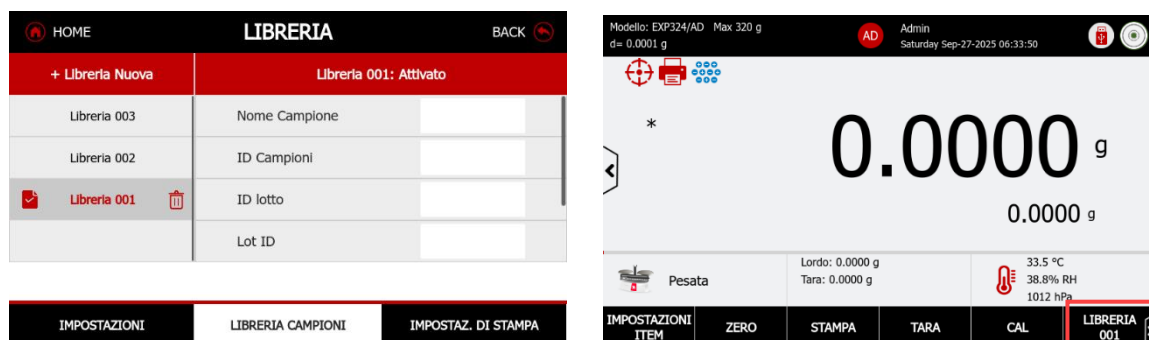 HOME
LIBRERIA
BACK
+ Libreria Nuova
Libreria 001: Attivato
Libreria 003
Nome Campione
Libreria 002
ID Campioni
Libreria 001
ID lotto
Lot ID
IMPOSTAZIONI
LIBRERIA CAMPIONI
IMPOSTAZ. DI STAMPA
Modello: EXP324/AD Max 320 g
d= 0.0001 g
AD
Admin
Saturday Sep-27-2025 06:33:50
*
0.0000 g
0.0000 g
Pesata
Lordo: 0.0000 g
Tara: 0.0000 g
33.5 °C
38.8% RH
1012 hPa
IMPOSTAZIONI
ITEM
ZERO
STAMPA
TARA
CAL
LIBRERIA
001